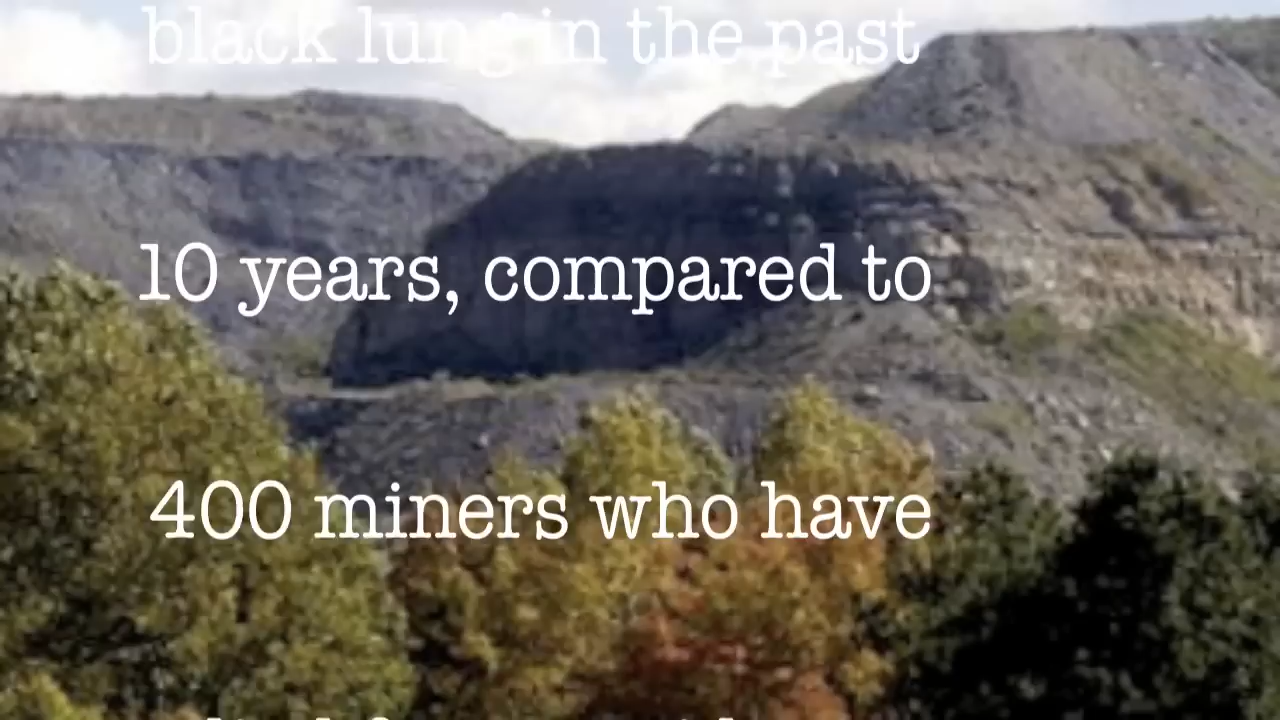 black lung in the past
10 years, compared to
400 miners who have